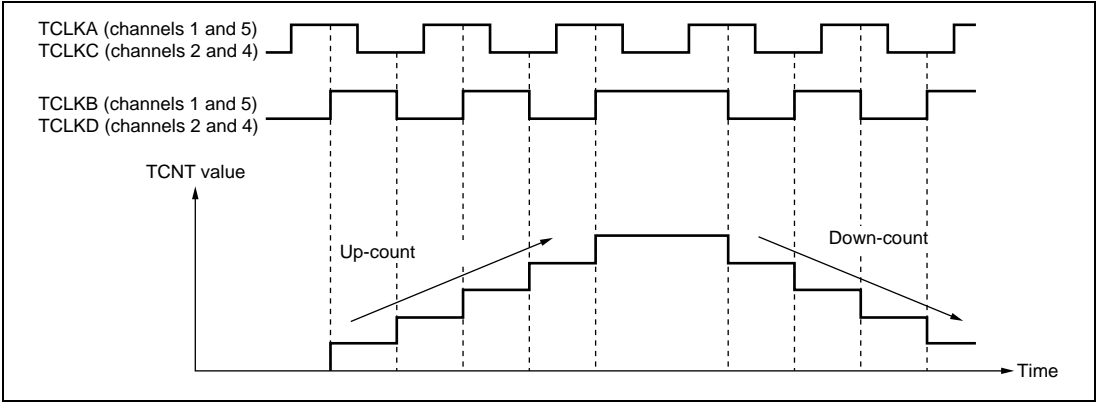 TCLKA (channels 1 and 5)
TCLKC (channels 2 and 4)
TCLKB (channels 1 and 5)
TCLKD (channels 2 and 4)
TCNT value
Up-count
Down-count
Time